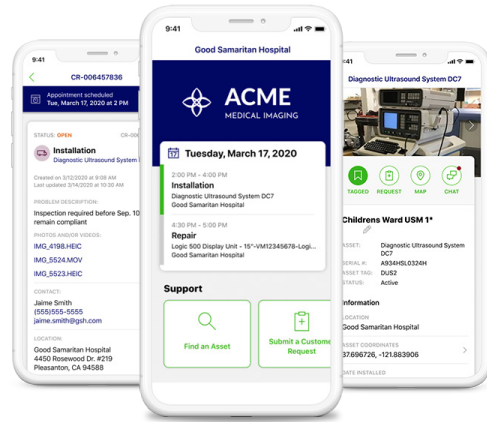 9:41
CR-006457836
Appointment scheduled
Tue, March 17, 2020 at 2 PM
STATUS: OPEN
CR-00
Installation
Diagnostic Ultrasound System
Created on 3/12/2020 at 9:08 AM
Last updated 3/14/2020 at 10:30 AM
PROBLEM DESCRIPTION:
Inspection required before Sep. 10
remain compliant
PHOTOS AND/OR VIDEOS:
IMG_4198.HEIC
IMG_5524.MOV
IMG_5523.HEIC
CONTACT:
Jaime Smith
(555)555-5555
jaime.smith@gsh.com
LOCATION:
Good Samaritan Hospital
4450 Rosewood Dr. #219
Pleasanton, CA 94588
9:41
Good Samaritan Hospital
ACME
MEDICAL IMAGING
17
Tuesday, March 17, 2020
2:00 PM - 4:00 PM
Installation
Diagnostic Ultrasound System DC7
Good Samaritan Hospital
4:30 PM - 5:00 PM
Repair
Logic 500 Display Unit - 15"-VM12345678-Logi...
Good Samaritan Hospital
Support
Find an Asset
Submit a Custome
Request
:41
Diagnostic Ultrasound System DC7
TAGGED
REQUEST
MAP
CHAT
Childrens Ward USM 1*
ASSET:
Diagnostic Ultrasound System
DC7
SERIAL #:
A934HSL0324H
ASSET TAG:
DUS2
STATUS:
Active
Information
LOCATION
Good Samaritan Hospital
ASSET COORDINATES
37.696726, -121.883906
DATE INSTALLED